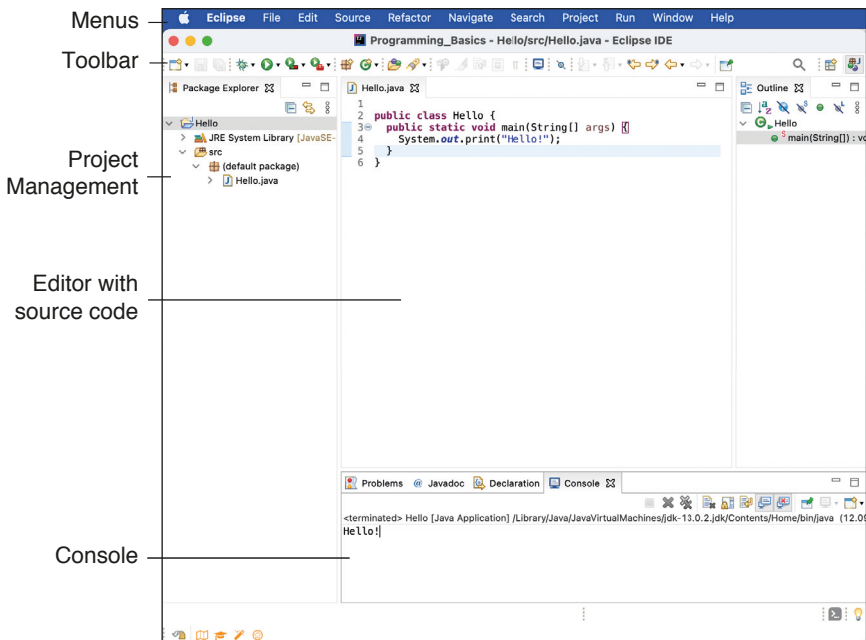 Menus
Eclipse File Edit Source Refactor Navigate Search Project Run Window Help
Programming_Basics - Hello/src/Hello.java - Eclipse IDE
Toolbar
Package Explorer
Hello.java
Outline
Hello
JRE System Library [JavaSE-
src
(default package)
Hello.java
Project
Management
1
2 public class Hello {
3 public static void main(String[] args) {
4 System.out.print("Hello!");
5 }
6 }
Hello
main(String[]) : vo
Editor with
source code
Problems @ Javadoc Declaration Console
<terminated> Hello [Java Application] /Library/Java/JavaVirtualMachines/jdk-13.0.2.jdk/Contents/Home/bin/java (12.09
Hello!
Console